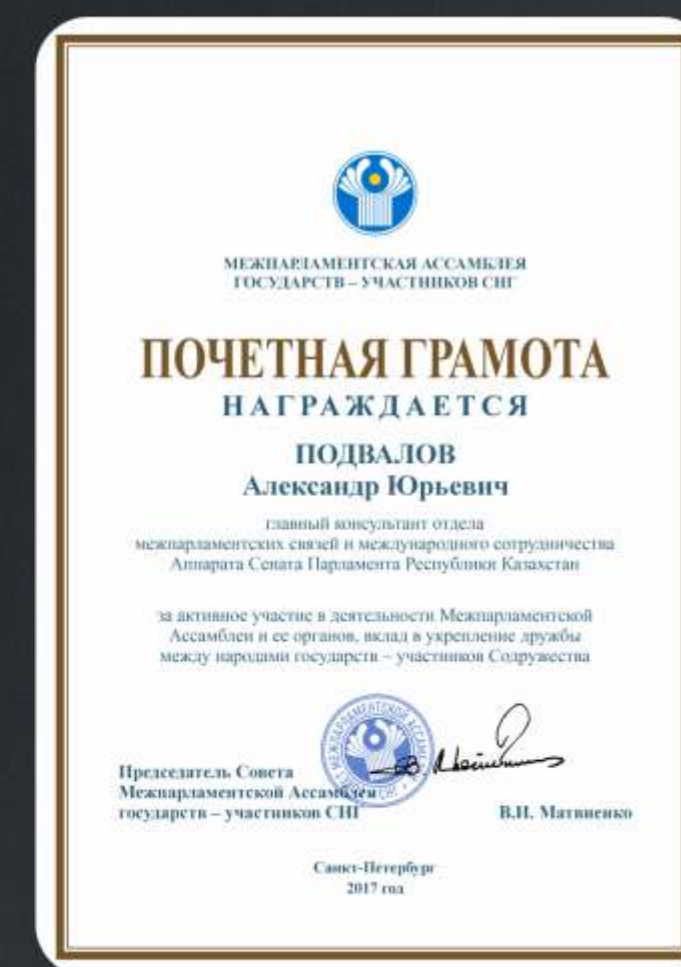 МЕЖПАРЛАМЕНТСКАЯ АССАМБЛЕЯ
ГОСУДАРСТВ – УЧАСТНИКОВ СНГ
ПОЧЕТНАЯ ГРАМОТА
НАГРАЖДАЕТСЯ
ПОДВАЛОВ
Александр Юрьевич
главный консультант отдела
межпарламентских связей и международного сотрудничества
Аппарата Сената Парламента Республики Казахстан
за активное участие в деятельности Межпарламентской
Ассамблеи и ее органов, вклад в укрепление дружбы
между народами государств – участников Содружества
Председатель Совета
Межпарламентской Ассамблеи
государств – участников СНГ
В.И. Матвиенко
Санкт-Петербург
2017 год